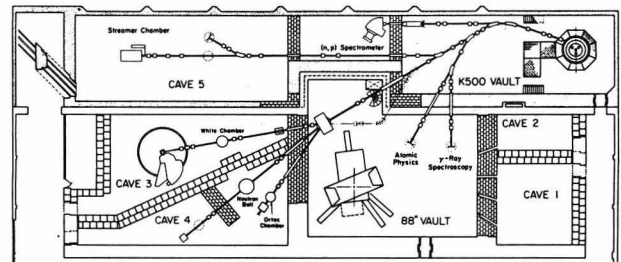 Streamer Chamber
(n,p) Spectrometer
CAVE 5
K500 VAULT
White Chamber
CAVE 2
Atomic
Physics
γ-Ray
Spectroscopy
CAVE 3
CAVE 4
Neutron
Ball
Ortec
Chamber
88" VAULT
CAVE 1